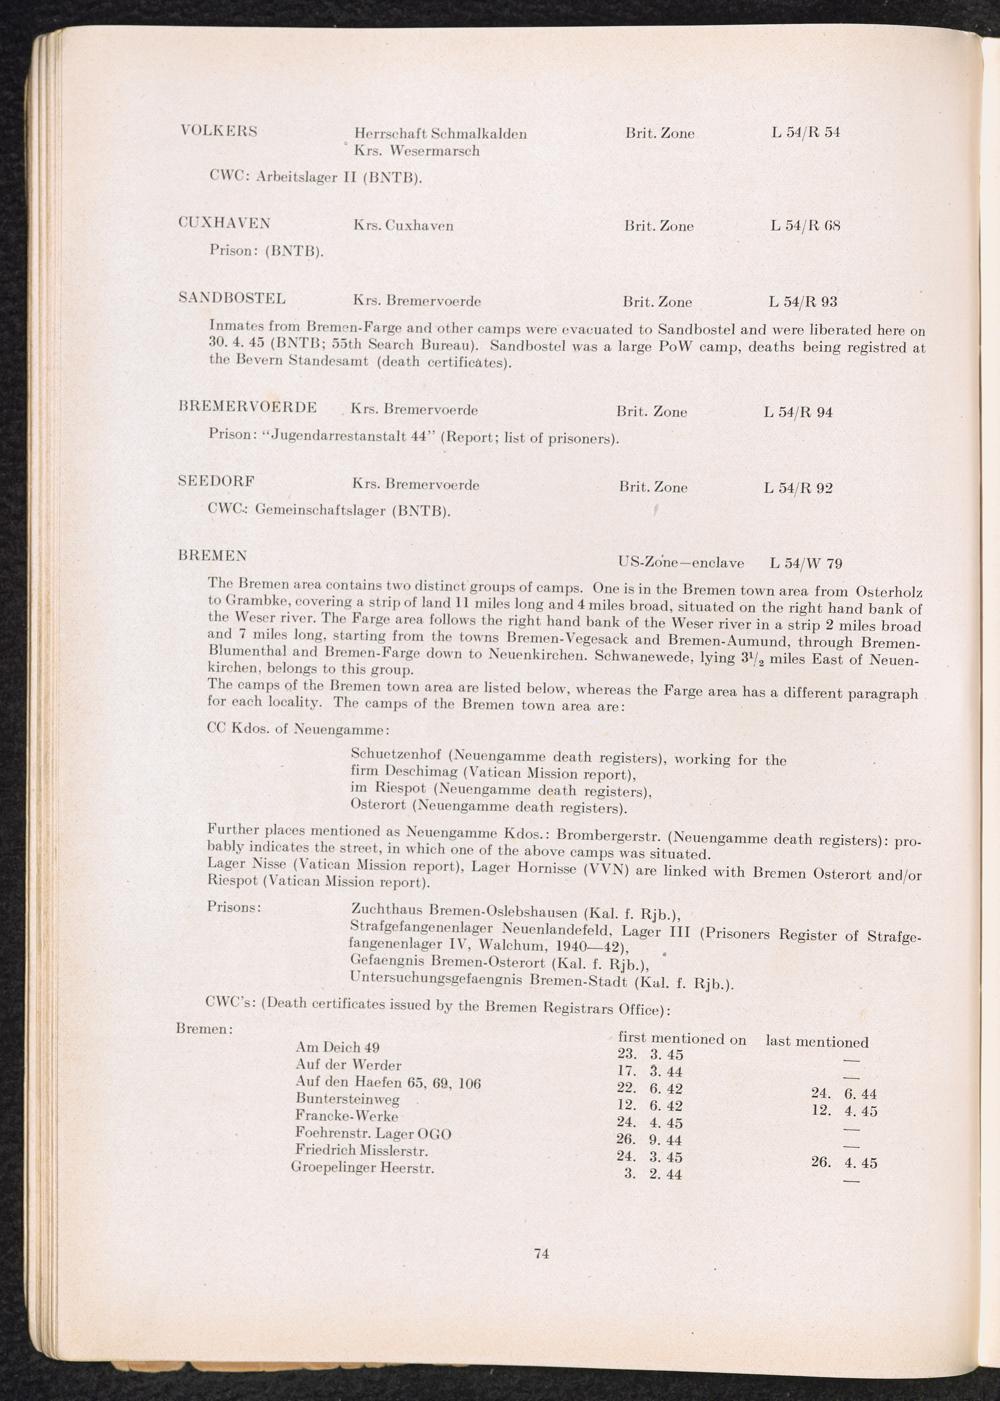 VOLKERS Herrschaft Schmalkalden Brit. Zone L 54/R 54
Krs. Wesermarsch
CWC: Arbeitslager II (BNTB).
CUXHAVEN Krs. Cuxhaven Brit. Zone L 54/R 68
Prison: (BNTB).
SANDBOSTEL Krs. Bremervoerde Brit. Zone L 54/R 93
Inmates from Bremen-Farge and other camps were evacuated to Sandbostel and were liberated here on
30. 4. 45 (BNTB; 55th Search Bureau). Sandbostel was a large PoW camp, deaths being registred at
the Bevern Standesamt (death certificates).
BREMERVOERDE Krs. Bremervoerde Brit. Zone L 54/R 94
Prison: “Jugendarrestanstalt 44” (Report; list of prisoners).
SEEDORF Krs. Bremervoerde Brit. Zone L 54/R 92
CWC: Gemeinschaftslager (BNTB).
BREMEN US-Zone—enclave L 54/W 79
The Bremen area contains two distinct groups of camps. One is in the Bremen town area from Osterholz
to Grambke, covering a strip of land 11 miles long and 4 miles broad, situated on the right hand bank of
the Weser river. The Farge area follows the right hand bank of the Weser river in a strip 2 miles broad
and 7 miles long, starting from the towns Bremen-Vegesack and Bremen-Aumund, through Bremen-
Blumenthal and Bremen-Farge down to Neuenkirchen. Schwanewede, lying 3¹/₂ miles East of Neuen-
kirchen, belongs to this group.
The camps of the Bremen town area are listed below, whereas the Farge area has a different paragraph
for each locality. The camps of the Bremen town area are:
CC Kdos. of Neuengamme:
Schuetzenhof (Neuengamme death registers), working for the
firm Deschimag (Vatican Mission report),
im Riespot (Neuengamme death registers),
Osterort (Neuengamme death registers).
Further places mentioned as Neuengamme Kdos.: Brombergerstr. (Neuengamme death registers): pro-
bably indicates the street, in which one of the above camps was situated.
Lager Nisse (Vatican Mission report), Lager Hornisse (VVN) are linked with Bremen Osterort and/or
Riespot (Vatican Mission report).
Prisons: Zuchthaus Bremen-Oslebshausen (Kal. f. Rjb.),
Strafgefangenenlager Neuenlandefeld, Lager III (Prisoners Register of Strafge-
fangenenlager IV, Walchum, 1940—42),
Gefaengnis Bremen-Osterort (Kal. f. Rjb.),
Untersuchungsgefaengnis Bremen-Stadt (Kal. f. Rjb.).
CWC's: (Death certificates issued by the Bremen Registrars Office):
Bremen: first mentioned on last mentioned
Am Deich 49 23. 3. 45 —
Auf der Werder 17. 3. 44 —
Auf den Haefen 65, 69, 106 22. 6. 42 24. 6. 44
Buntersteinweg 12. 6. 42 12. 4. 45
Francke-Werke 24. 4. 45 —
Foehrenstr. Lager OGO 26. 9. 44 —
Friedrich Misslerstr. 24. 3. 45 26. 4. 45
Groepelinger Heerstr. 3. 2. 44 —
74